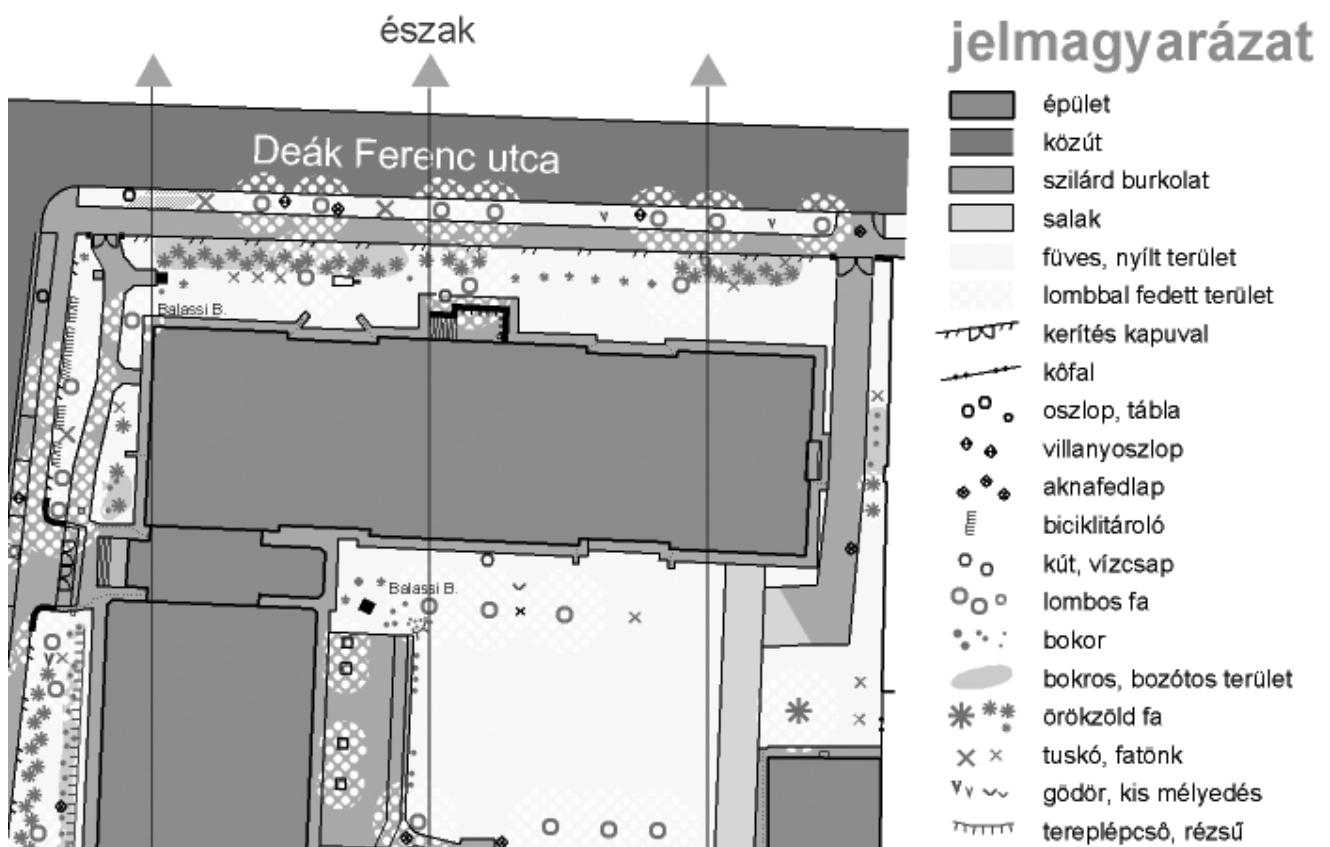 észak
Deák Ferenc utca
Balassi B.
Balassi B.
jelmagyarázat
épület
közút
szilárd burkolat
salak
füves, nyílt terület
lombbal fedett terület
kerítés kapuval
kôfal
oszlop, tábla
villanyoszlop
aknafedlap
biciklitároló
kút, vízcsap
lombos fa
bokor
bokros, bozótos terület
örökzöld fa
tuskó, fatönk
gödör, kis mélyedés
tereplépcsô, rézsű